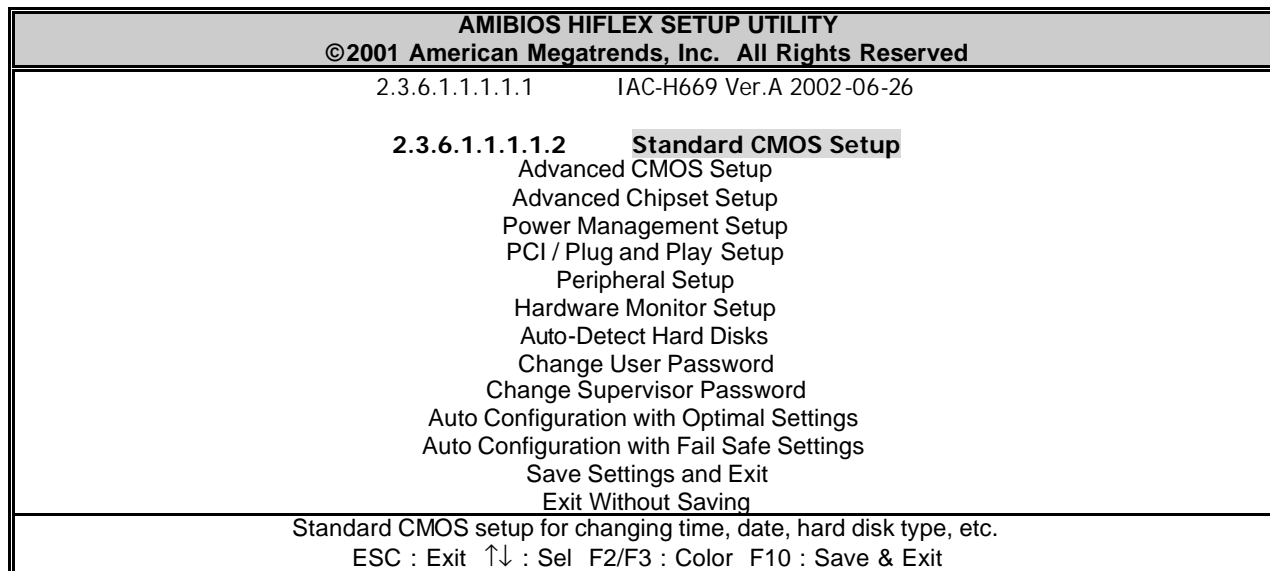 AMIBIOS HIFLEX SETUP UTILITY
©2001 American Megatrends, Inc. All Rights Reserved
2.3.6.1.1.1.1.1 IAC-H669 Ver.A 2002-06-26
2.3.6.1.1.1.1.2 Standard CMOS Setup
Advanced CMOS Setup
Advanced Chipset Setup
Power Management Setup
PCI / Plug and Play Setup
Peripheral Setup
Hardware Monitor Setup
Auto-Detect Hard Disks
Change User Password
Change Supervisor Password
Auto Configuration with Optimal Settings
Auto Configuration with Fail Safe Settings
Save Settings and Exit
Exit Without Saving
Standard CMOS setup for changing time, date, hard disk type, etc.
ESC : Exit ↑↓ : Sel F2/F3 : Color F10 : Save & Exit